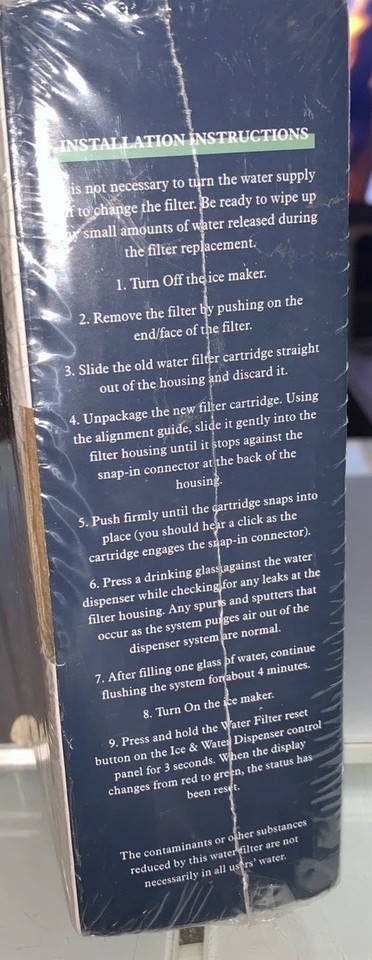 INSTALLATION INSTRUCTIONS
is not necessary to turn the water supply
to change the filter. Be ready to wipe up
small amounts of water released during
the filter replacement.
1. Turn Off the ice maker.
2. Remove the filter by pushing on the
end/face of the filter.
3. Slide the old water filter cartridge straight
out of the housing and discard it.
4. Unpackage the new filter cartridge. Using
the alignment guide, slide it gently into the
filter housing until it stops against the
snap-in connector at the back of the
housing.
5. Push firmly until the cartridge snaps into
place (you should hear a click as the
cartridge engages the snap-in connector).
6. Press a drinking glass against the water
dispenser while checking for any leaks at the
filter housing. Any spurts and sputters that
occur as the system purges air out of the
dispenser system are normal.
7. After filling one glass of water, continue
flushing the system for about 4 minutes.
8. Turn On the ice maker.
9. Press and hold the Water Filter reset
button on the Ice & Water Dispenser control
panel for 3 seconds. When the display
changes from red to green, the status has
been reset.
The contaminants or other substances
reduced by this water filter are not
necessarily in all users' water.